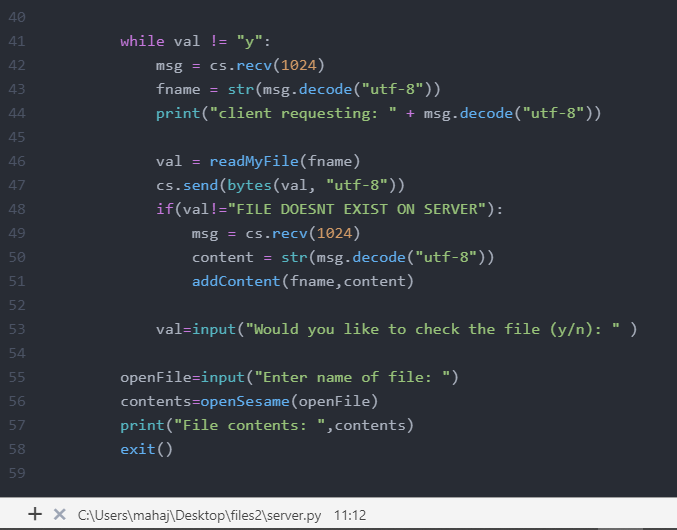 40
41 while val != "y":
42 msg = cs.recv(1024)
43 fname = str(msg.decode("utf-8"))
44 print("client requesting: " + msg.decode("utf-8"))
45
46 val = readMyFile(fname)
47 cs.send(bytes(val, "utf-8"))
48 if(val!="FILE DOESNT EXIST ON SERVER"):
49 msg = cs.recv(1024)
50 content = str(msg.decode("utf-8"))
51 addContent(fname,content)
52
53 val=input("Would you like to check the file (y/n): " )
54
55 openFile=input("Enter name of file: ")
56 contents=openSesame(openFile)
57 print("File contents: ",contents)
58 exit()
59
C:\Users\mahaj\Desktop\files2\server.py 11:12